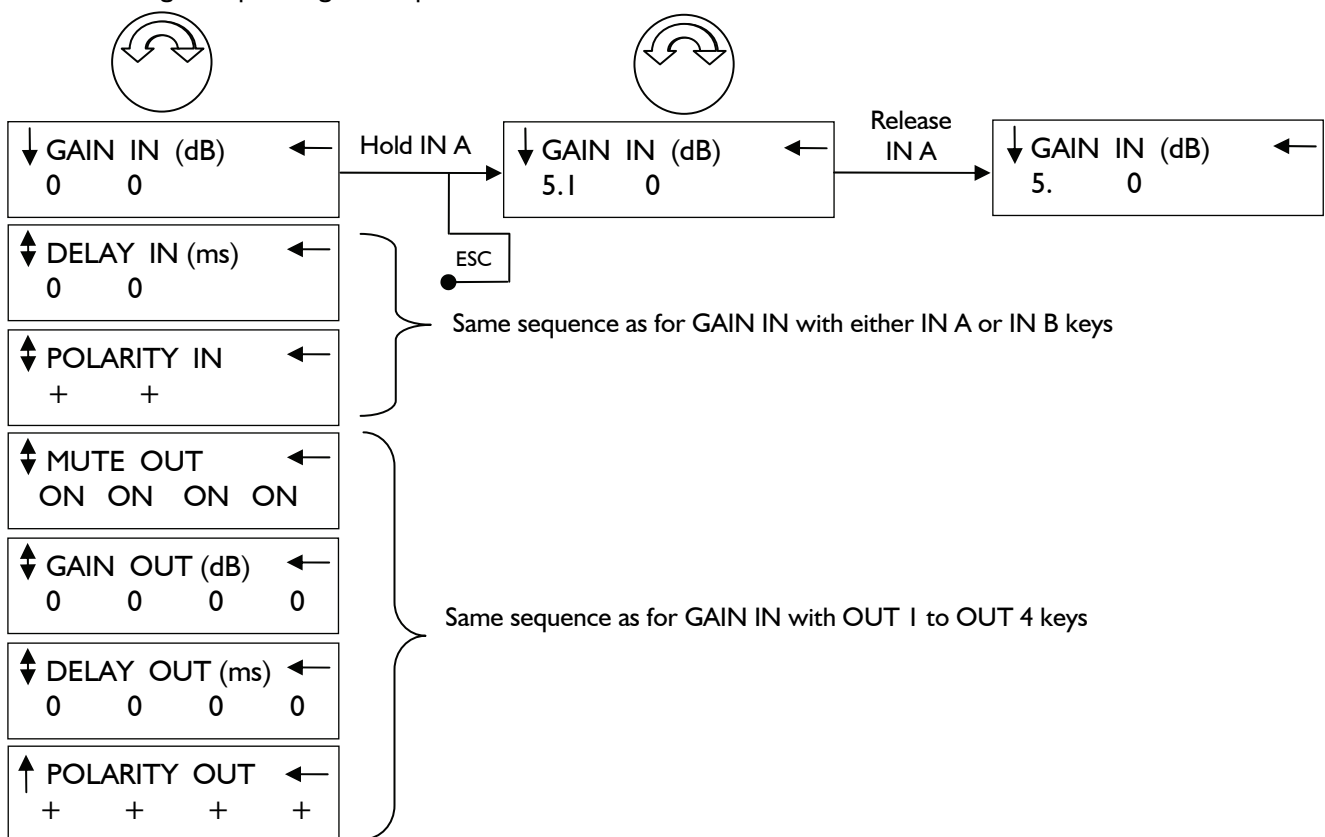 GAIN IN (dB)
0 0
Hold IN A
GAIN IN (dB)
5.1 0
Release
IN A
GAIN IN (dB)
5. 0
ESC
DELAY IN (ms)
0 0
POLARITY IN
+ +
Same sequence as for GAIN IN with either IN A or IN B keys
MUTE OUT
ON ON ON ON
GAIN OUT (dB)
0 0 0 0
DELAY OUT (ms)
0 0 0 0
POLARITY OUT
+ + + +
Same sequence as for GAIN IN with OUT 1 to OUT 4 keys